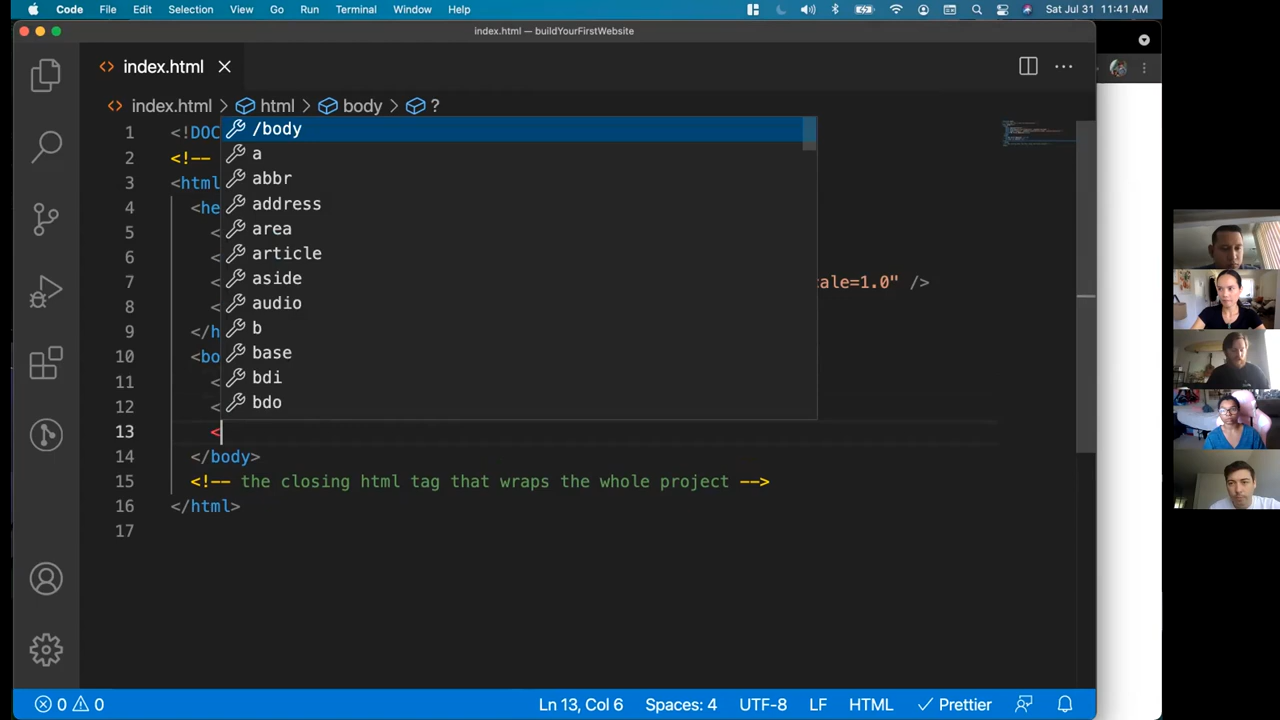 Code File Edit Selection View Go Run Terminal Window Help Sat Jul 31 11:41 AM
index.html — buildYourFirstWebsite
<> index.html
<> index.html > html > body > ?
1 <!DOC
/body
a
2 <!--
abbr
3 <html
address
4 <he
area
5 <
article
6 <
aside
7 < ale=1.0" />
audio
8 <
b
9 </h
base
10 <bo
bdi
11 <
bdo
12 <
13 <
14 </body>
15 <!-- the closing html tag that wraps the whole project -->
16 </html>
17
0 0 Ln 13, Col 6 Spaces: 4 UTF-8 LF HTML Prettier